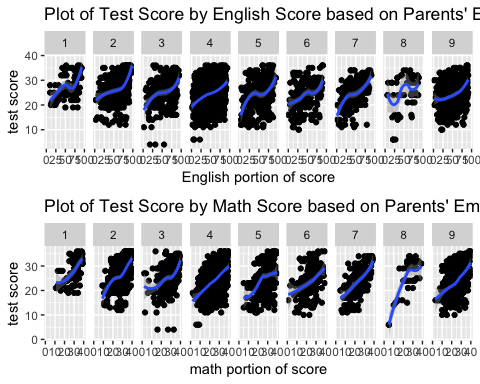 Plot of Test Score by English Score based on Parents' E
1 2 3 4 5 6 7 8 9
40
30
20
10
test score
English portion of score
Plot of Test Score by Math Score based on Parents' Em
1 2 3 4 5 6 7 8 9
30
20
10
0
test score
math portion of score